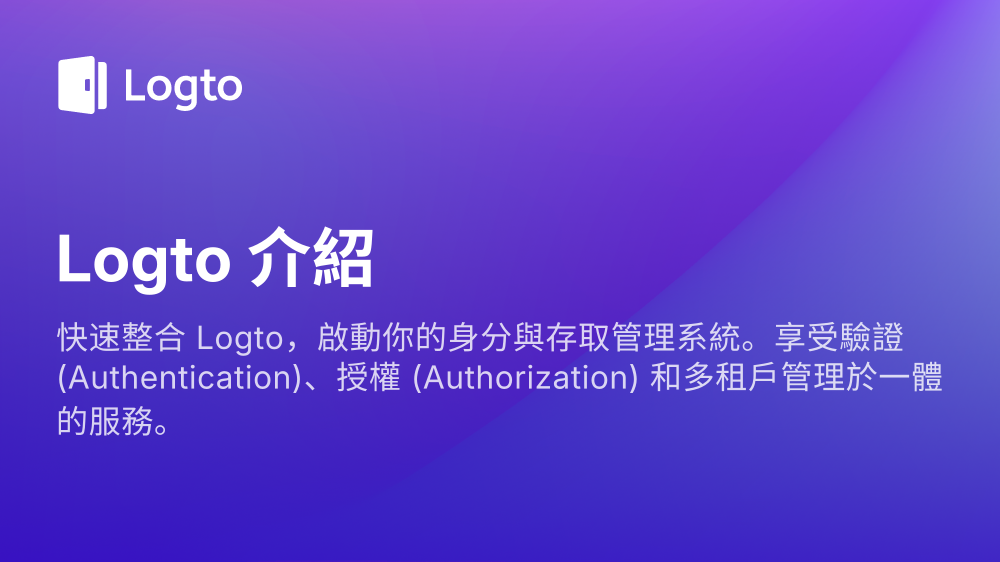 Logto
Logto 介紹
快速整合 Logto，啟動你的身分與存取管理系統。享受驗證
(Authentication)、授權 (Authorization) 和多租戶管理於一體
的服務。